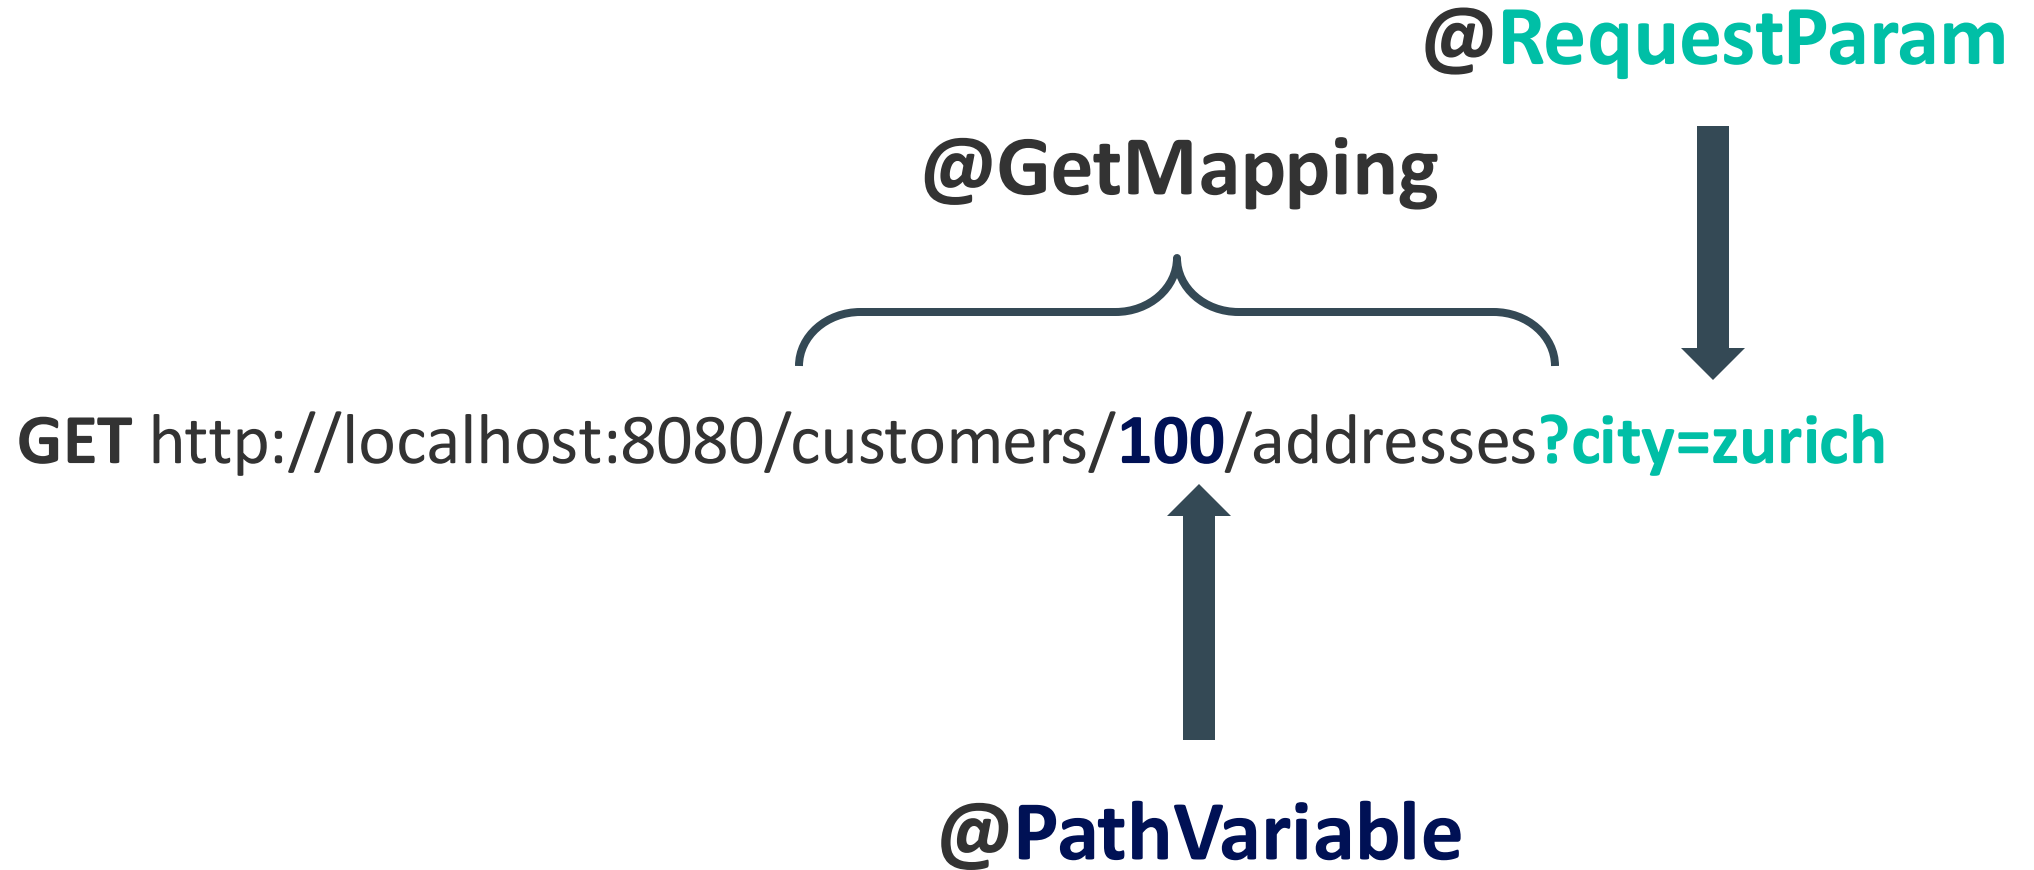 @RequestParam
@GetMapping
GET http://localhost:8080/customers/100/addresses?city=zurich
@PathVariable